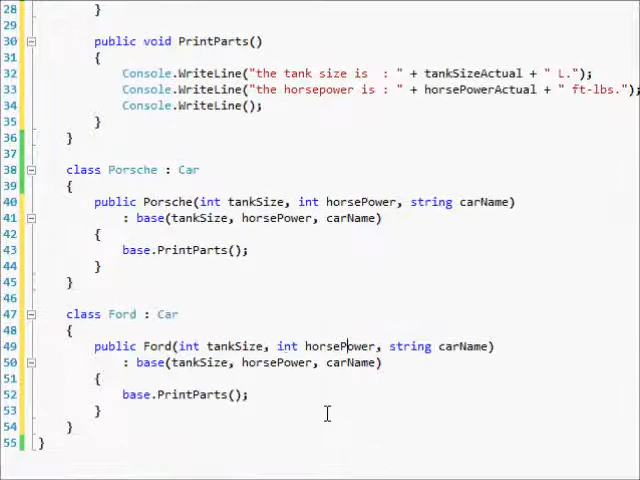 28 }
29
30 public void PrintParts()
31 {
32 Console.WriteLine("the tank size is  : " + tankSizeActual + " L.");
33 Console.WriteLine("the horsepower is : " + horsePowerActual + " ft-lbs.");
34 Console.WriteLine();
35 }
36 }
37
38 class Porsche : Car
39 {
40 public Porsche(int tankSize, int horsePower, string carName)
41 : base(tankSize, horsePower, carName)
42 {
43 base.PrintParts();
44 }
45 }
46
47 class Ford : Car
48 {
49 public Ford(int tankSize, int horsePower, string carName)
50 : base(tankSize, horsePower, carName)
51 {
52 base.PrintParts();
53 }
54 }
55 }